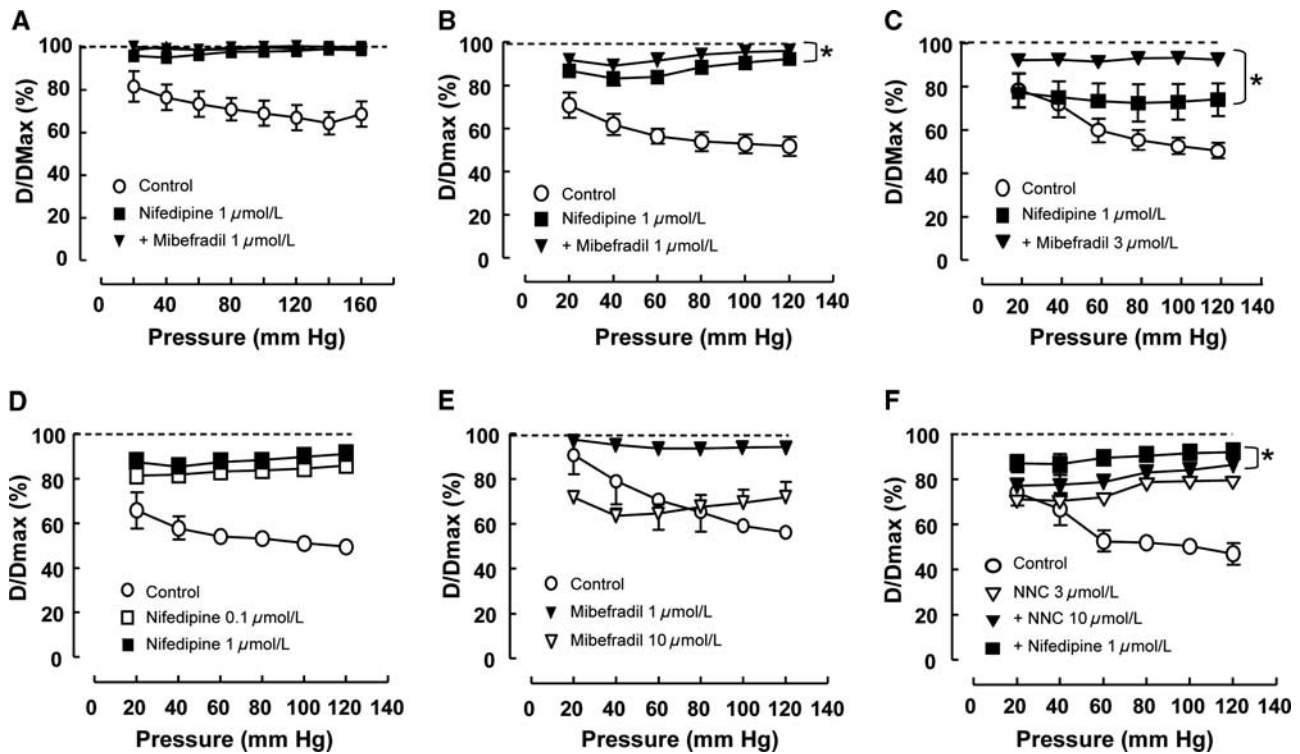 A
D/DMax (%)
100
80
60
40
20
0
Control
Nifedipine 1 µmol/L
+ Mibefradil 1 µmol/L
0 40 80 120 160
Pressure (mm Hg)
B
D/Dmax (%)
100
80
60
40
20
0
*
Control
Nifedipine 1 µmol/L
+ Mibefradil 1 µmol/L
0 20 40 60 80 100 120 140
Pressure (mm Hg)
C
D/DMax (%)
100
80
60
40
20
0
*
Control
Nifedipine 1 µmol/L
+ Mibefradil 3 µmol/L
0 20 40 60 80 100 120 140
Pressure (mm Hg)
D
D/Dmax (%)
100
80
60
40
20
0
Control
Nifedipine 0.1 µmol/L
Nifedipine 1 µmol/L
0 20 40 60 80 100 120 140
Pressure (mm Hg)
E
D/Dmax (%)
100
80
60
40
20
0
Control
Mibefradil 1 µmol/L
Mibefradil 10 µmol/L
0 20 40 60 80 100 120 140
Pressure (mm Hg)
F
D/Dmax (%)
100
80
60
40
20
0
*
Control
NNC 3 µmol/L
+ NNC 10 µmol/L
+ Nifedipine 1 µmol/L
0 20 40 60 80 100 120 140
Pressure (mm Hg)